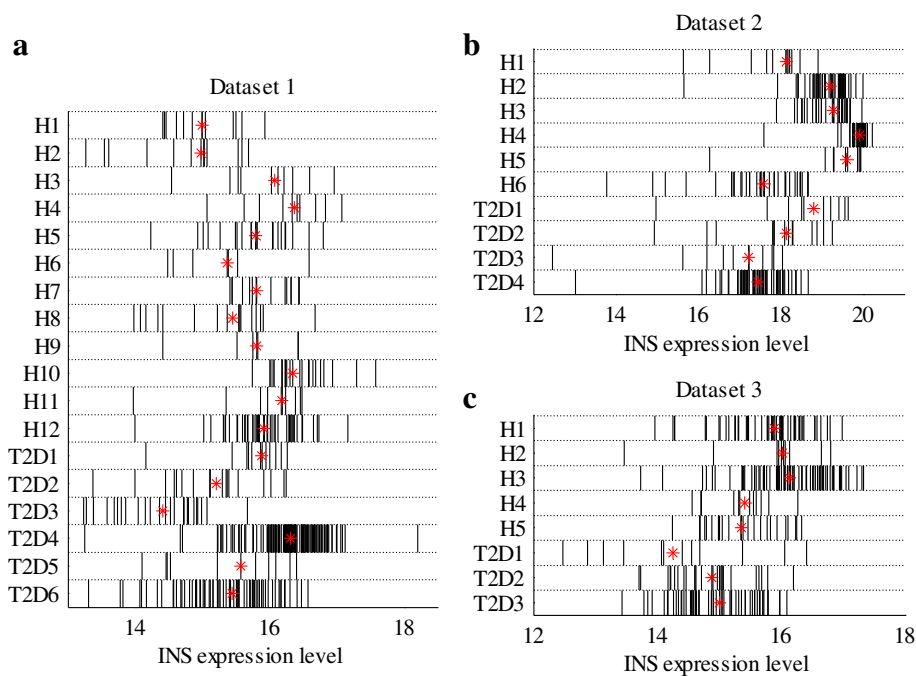 a
Dataset 1
H1
H2
H3
H4
H5
H6
H7
H8
H9
H10
H11
H12
T2D1
T2D2
T2D3
T2D4
T2D5
T2D6
14 16 18
INS expression level
b
Dataset 2
H1
H2
H3
H4
H5
H6
T2D1
T2D2
T2D3
T2D4
12 14 16 18 20
INS expression level
c
Dataset 3
H1
H2
H3
H4
H5
T2D1
T2D2
T2D3
12 14 16 18
INS expression level